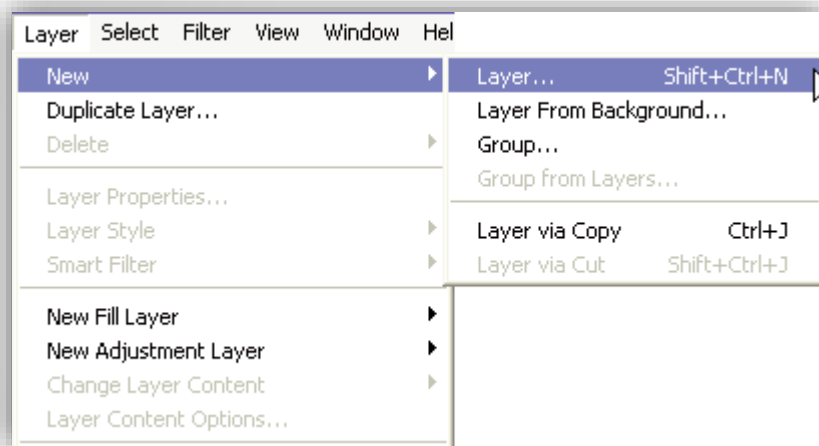 Layer Select Filter View Window Hel
New
Duplicate Layer...
Delete
Layer Properties...
Layer Style
Smart Filter
New Fill Layer
New Adjustment Layer
Change Layer Content
Layer Content Options...
Layer... Shift+Ctrl+N
Layer From Background...
Group...
Group from Layers...
Layer via Copy Ctrl+J
Layer via Cut Shift+Ctrl+J